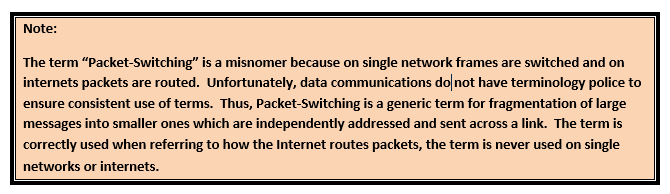 Note:
The term “Packet-Switching” is a misnomer because on single network frames are switched and on
internets packets are routed.  Unfortunately, data communications do not have terminology police to
ensure consistent use of terms.  Thus, Packet-Switching is a generic term for fragmentation of large
messages into smaller ones which are independently addressed and sent across a link.  The term is
correctly used when referring to how the Internet routes packets, the term is never used on single
networks or internets.